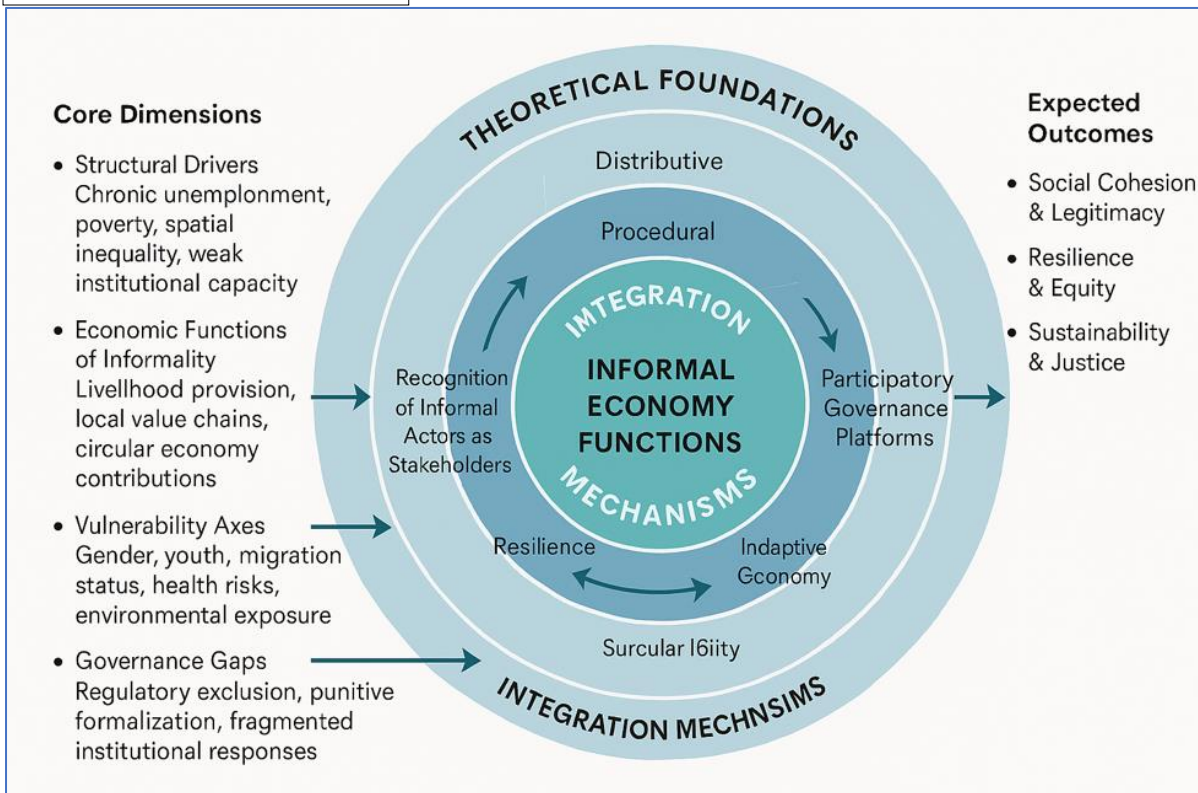 Core Dimensions
• Structural Drivers
Chronic unemplonment,
poverty, spatial
inequality, weak
institutional capacity
• Economic Functions
of Informality
Livellhood provision,
local value chains,
circular economy
contributions
• Vulnerability Axes
Gender, youth, migration
status, health risks,
environmental exposure
• Governance Gaps
Regulatory exclusion, punitive
formalization, fragmented
institutional responses
THEORETICAL FOUNDATIONS
Distributive
Procedural
IMTEGRATION
INFORMAL
ECONOMY
FUNCTIONS
MECHANISMS
Recognition
of Informal
Actors as
Stakeholders
Participatory
Governance
Platforms
Resilience
Indaptive
Gconomy
Surcular l6iity
INTEGRATION MECHNSIMS
Expected
Outcomes
• Social Cohesion
& Legitimacy
• Resilience
& Equity
• Sustainability
& Justice